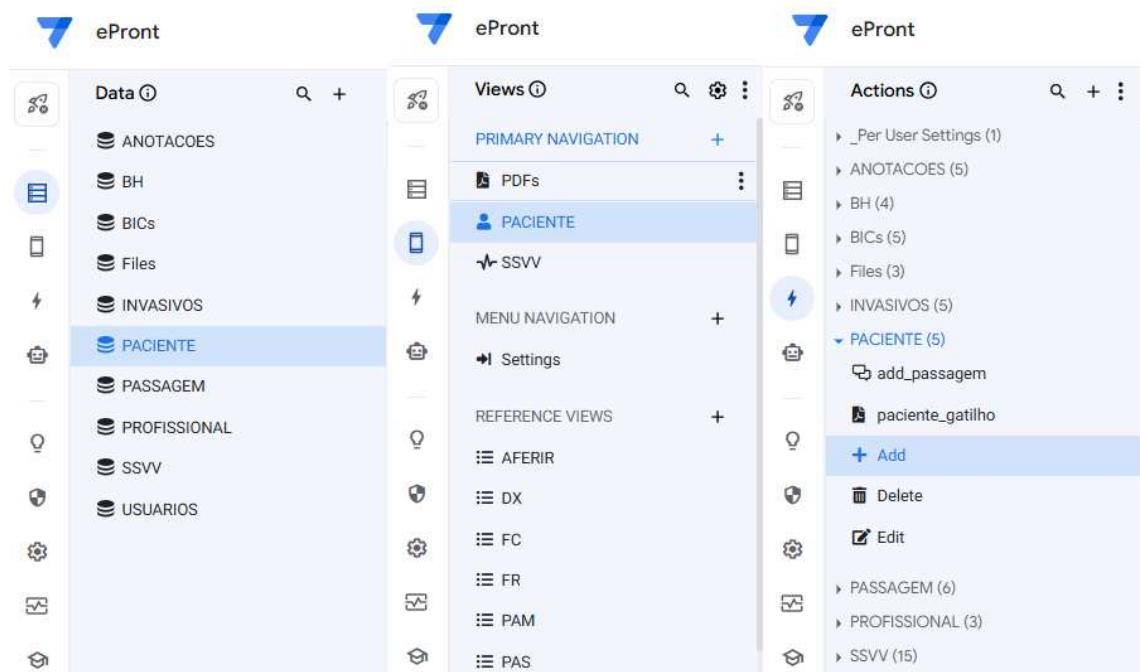 ePront
Data
ANOTACOES
BH
BICs
Files
INVASIVOS
PACIENTE
PASSAGEM
PROFISSIONAL
SSVV
USUARIOS
ePront
Views
PRIMARY NAVIGATION
PDFs
PACIENTE
SSVV
MENU NAVIGATION
Settings
REFERENCE VIEWS
AFERIR
DX
FC
FR
PAM
PAS
ePront
Actions
_Per User Settings (1)
ANOTACOES (5)
BH (4)
BICs (5)
Files (3)
INVASIVOS (5)
PACIENTE (5)
add_passagem
paciente_gatilho
Add
Delete
Edit
PASSAGEM (6)
PROFISSIONAL (3)
SSVV (15)